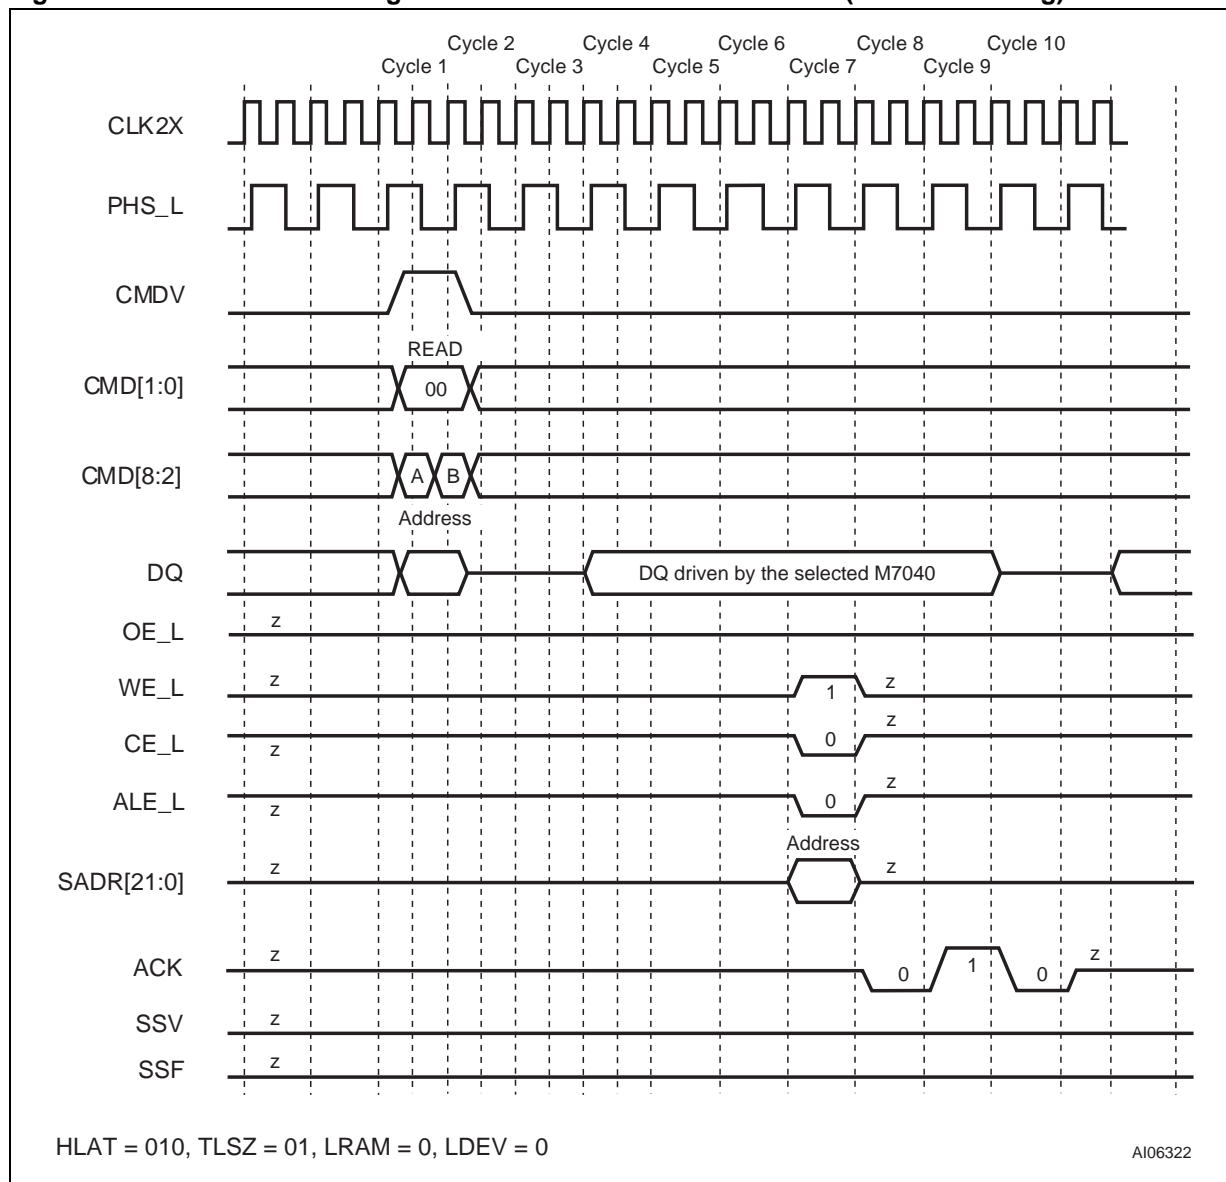 Cycle 2 Cycle 4 Cycle 6 Cycle 8 Cycle 10
Cycle 1 Cycle 3 Cycle 5 Cycle 7 Cycle 9
CLK2X
PHS_L
CMDV
READ
CMD[1:0] 00
CMD[8:2] A B
Address
DQ DQ driven by the selected M7040
OE_L z
WE_L z 1 z
CE_L z 0 z
ALE_L z 0 z
Address
SADR[21:0] z z
ACK z 0 1 0 z
SSV z
SSF z
HLAT = 010, TLSZ = 01, LRAM = 0, LDEV = 0
AI06322